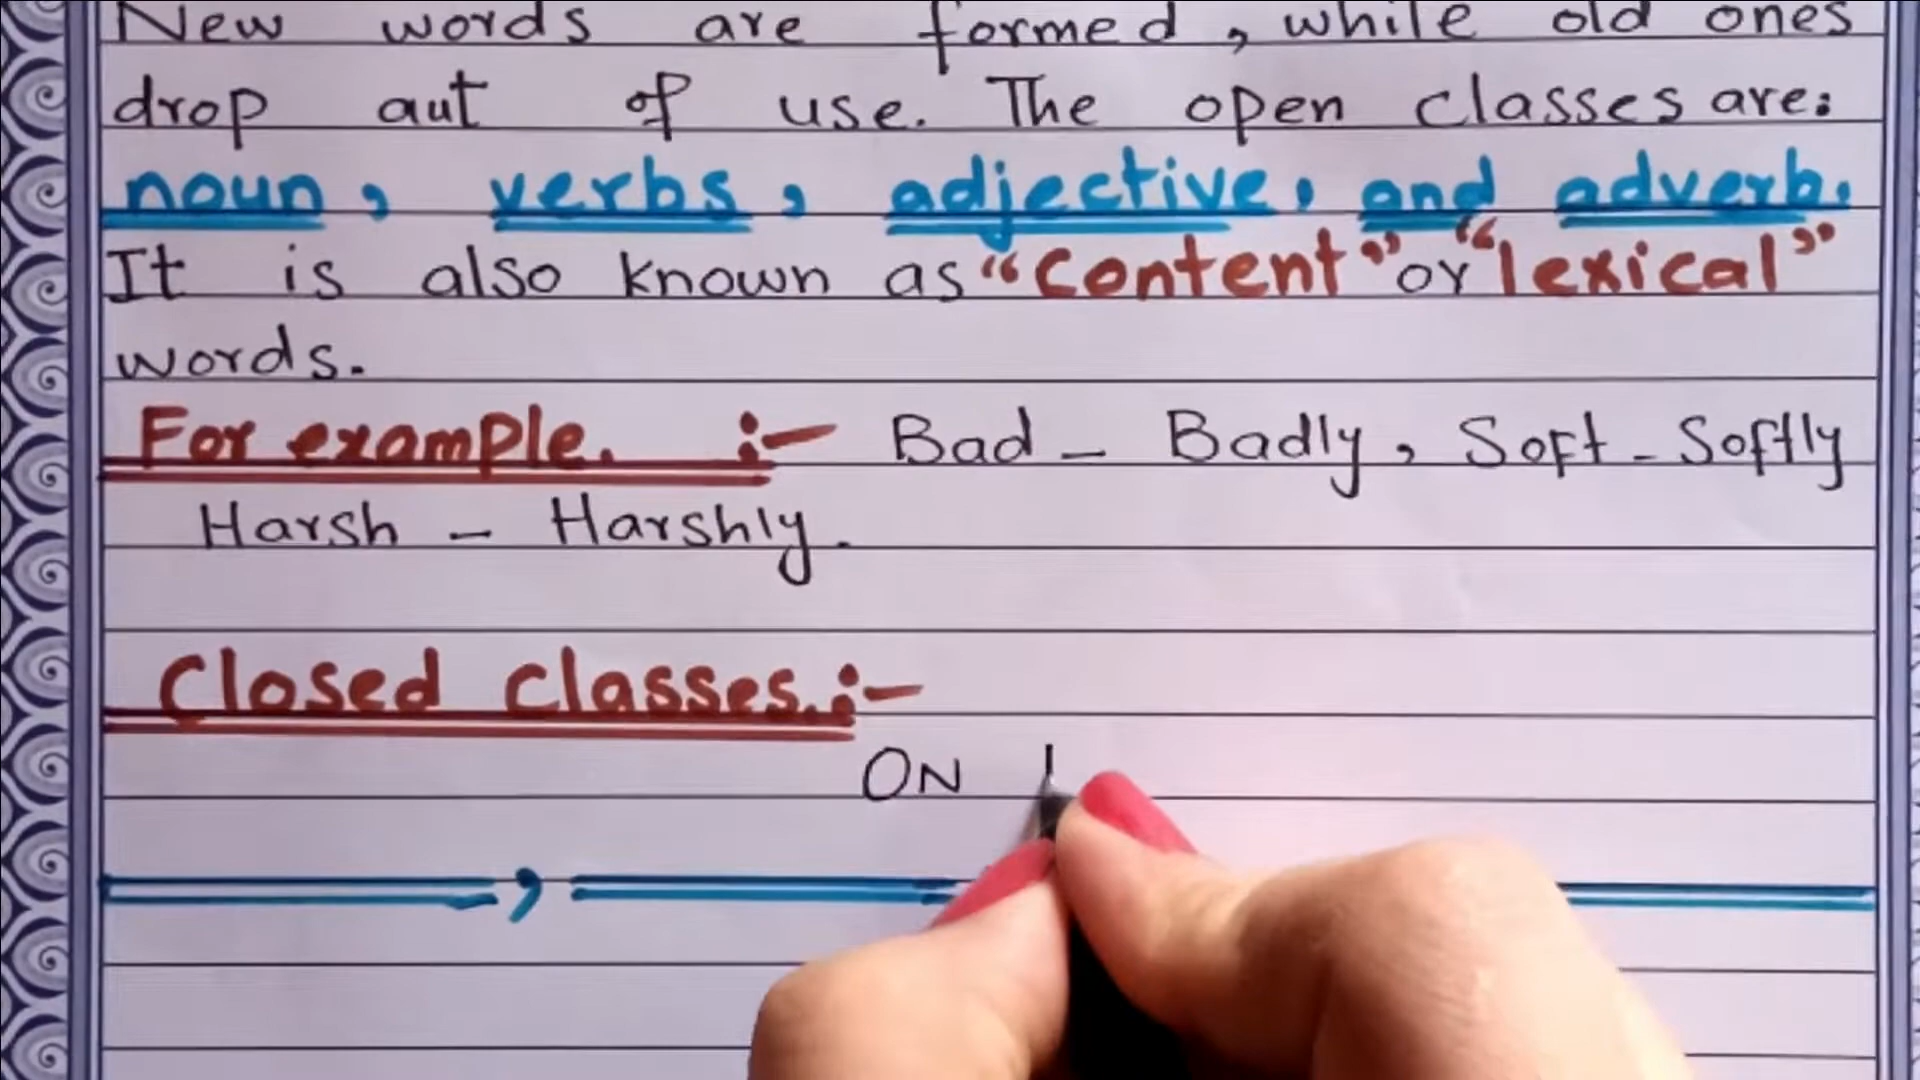 New words are formed, while old ones
drop aut of use. The open classes are:
noun, verbs, adjective, and adverb.
It is also known as "Content" or "lexical"
words.
For example. :- Bad - Badly, Soft - Softly
Harsh - Harshly.
Closed Classes. :-
ON